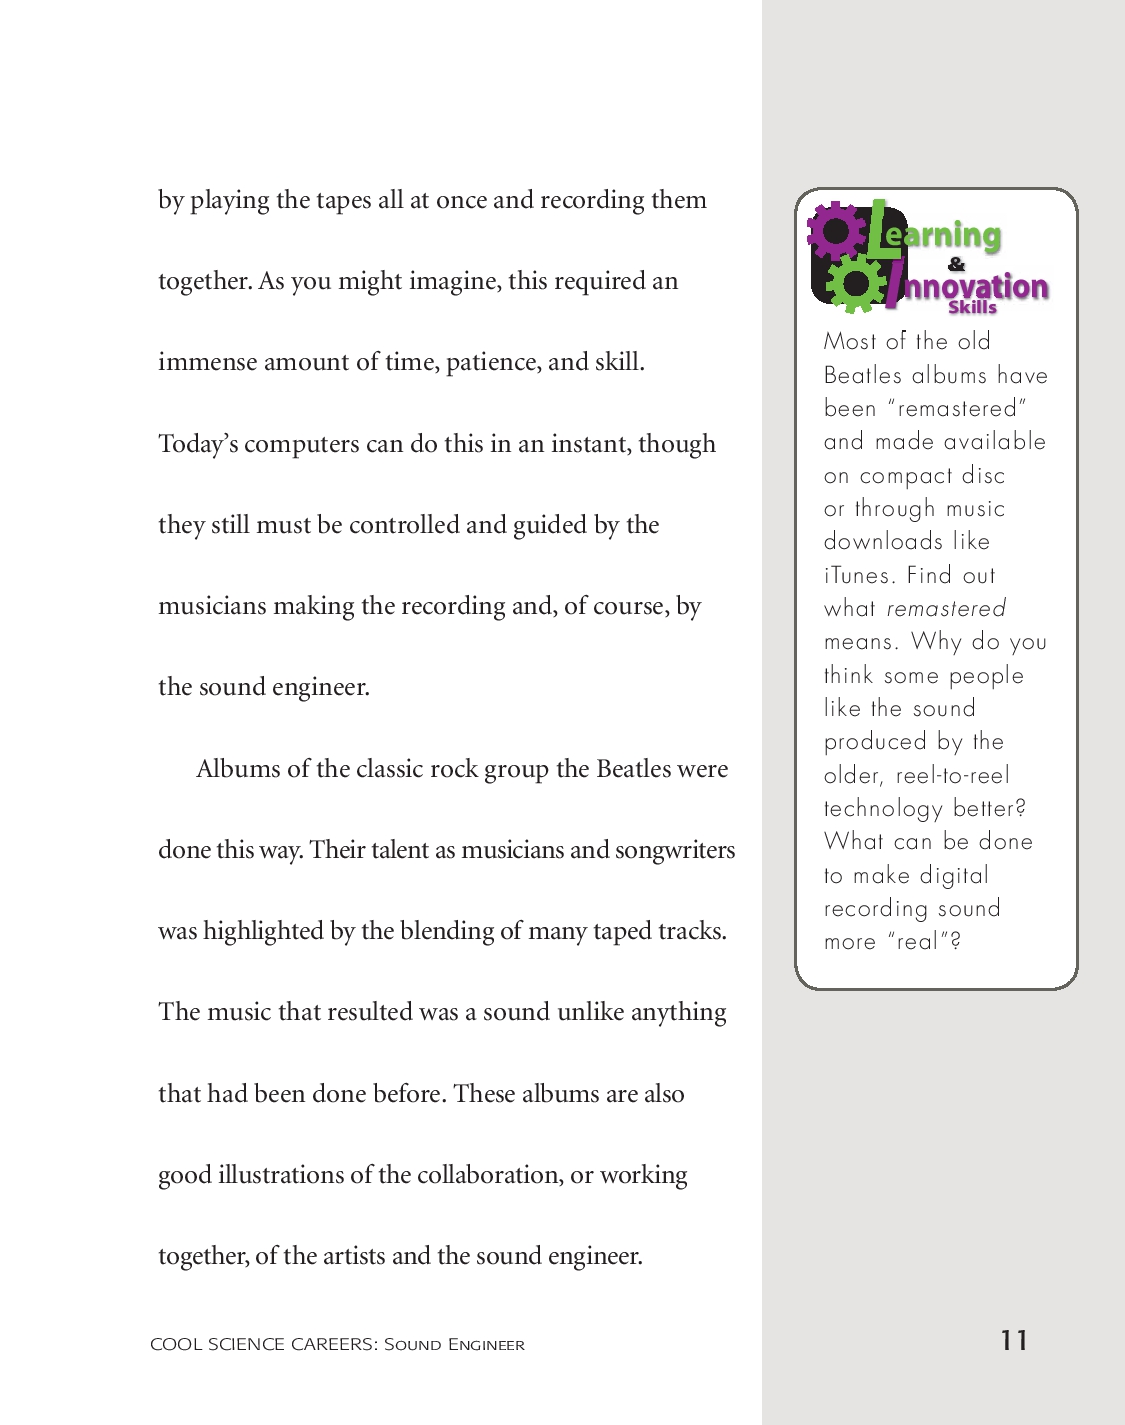 by playing the tapes all at once and recording them
together. As you might imagine, this required an
immense amount of time, patience, and skill.
Today’s computers can do this in an instant, though
they still must be controlled and guided by the
musicians making the recording and, of course, by
the sound engineer.
Albums of the classic rock group the Beatles were
done this way. Their talent as musicians and songwriters
was highlighted by the blending of many taped tracks.
The music that resulted was a sound unlike anything
that had been done before. These albums are also
good illustrations of the collaboration, or working
together, of the artists and the sound engineer.
Learning
&
Innovation
Skills
Most of the old
Beatles albums have
been “remastered”
and made available
on compact disc
or through music
downloads like
iTunes. Find out
what remastered
means. Why do you
think some people
like the sound
produced by the
older, reel-to-reel
technology better?
What can be done
to make digital
recording sound
more “real”?
COOL SCIENCE CAREERS: Sound Engineer
11